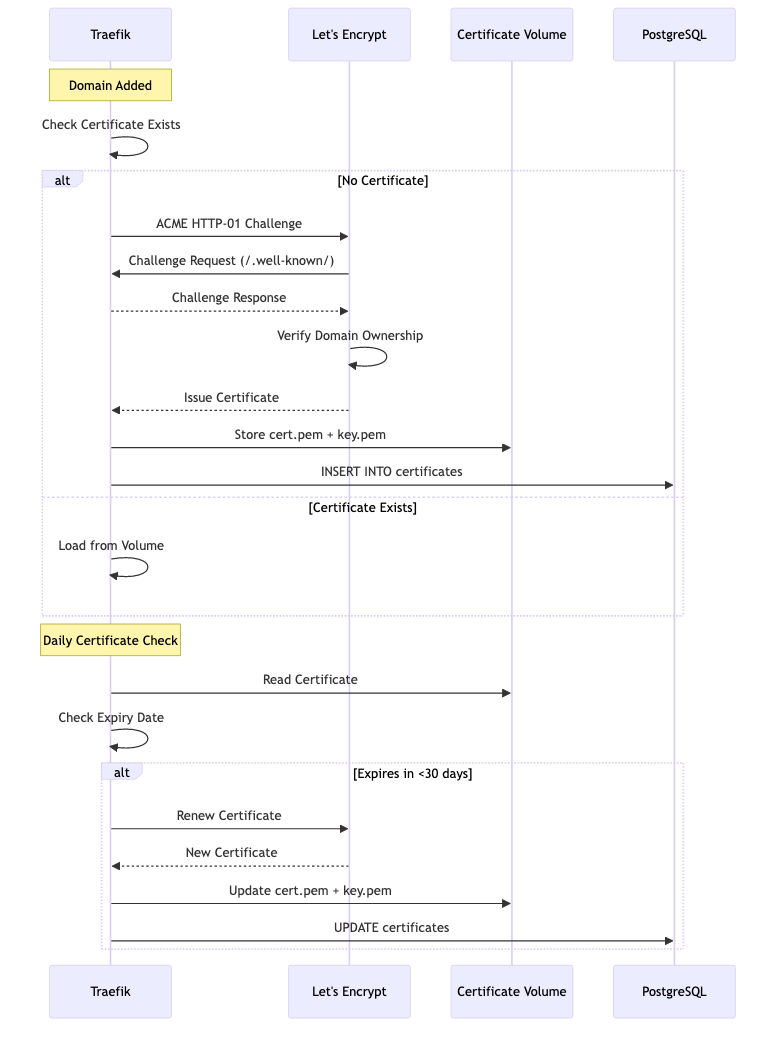 Traefik
Let's Encrypt
Certificate Volume
PostgreSQL
Domain Added
Check Certificate Exists
alt
[No Certificate]
ACME HTTP-01 Challenge
Challenge Request (/.well-known/)
Challenge Response
Verify Domain Ownership
Issue Certificate
Store cert.pem + key.pem
INSERT INTO certificates
[Certificate Exists]
Load from Volume
Daily Certificate Check
Read Certificate
Check Expiry Date
alt
[Expires in <30 days]
Renew Certificate
New Certificate
Update cert.pem + key.pem
UPDATE certificates
Traefik
Let's Encrypt
Certificate Volume
PostgreSQL